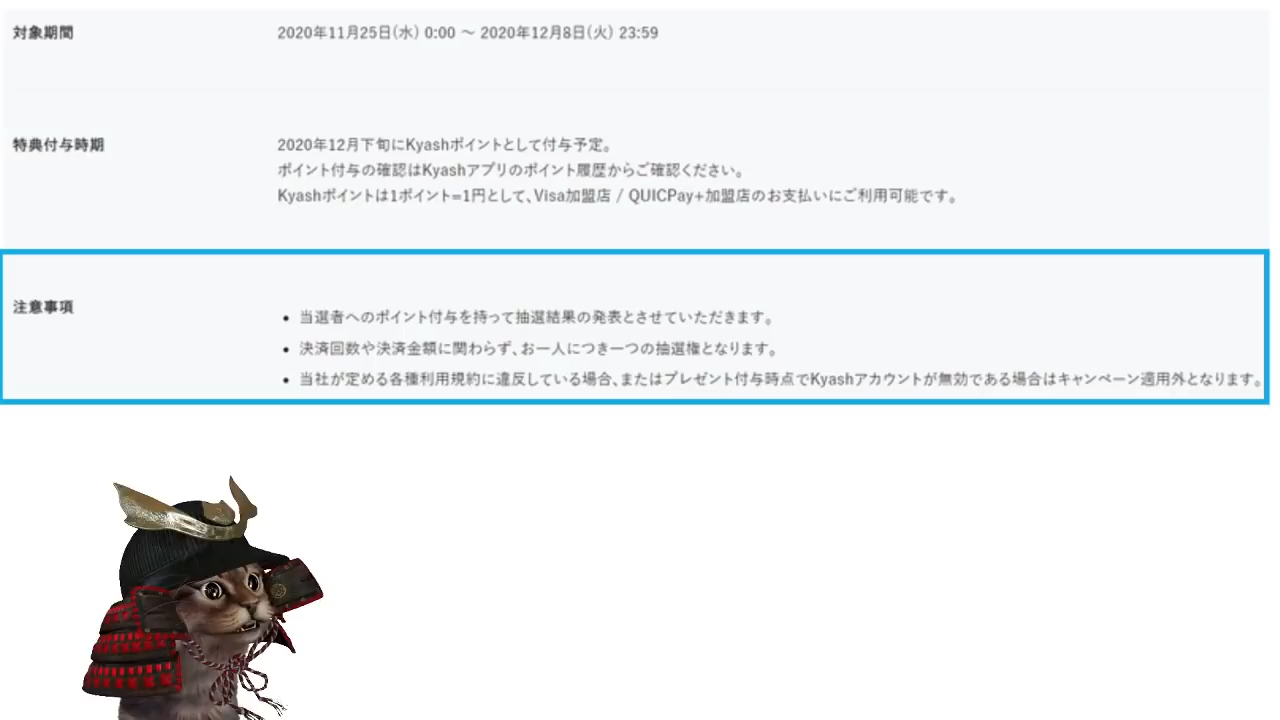 対象期間
2020年11月25日(水) 0:00 〜 2020年12月8日(火) 23:59
特典付与時期
2020年12月下旬にKyashポイントとして付与予定。
ポイント付与の確認はKyashアプリのポイント履歴からご確認ください。
Kyashポイントは1ポイント=1円として、Visa加盟店 / QUICPay+加盟店のお支払いにご利用可能です。
注意事項
• 当選者へのポイント付与を持って抽選結果の発表とさせていただきます。
• 決済回数や決済金額に関わらず、お一人につき一つの抽選権となります。
• 当社が定める各種利用規約に違反している場合、またはプレゼント付与時点でKyashアカウントが無効である場合はキャンペーン適用外となります。